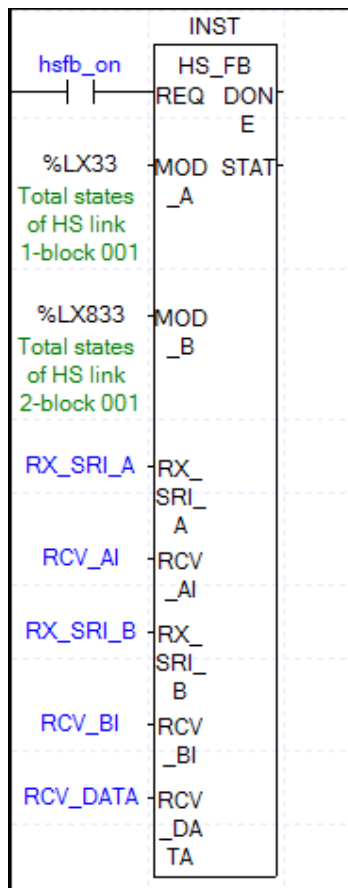 INST
hsfb_on
HS_FB
REQ DON
E
%LX33
MOD STAT
_A
Total states
of HS link
1-block 001
%LX833
MOD
_B
Total states
of HS link
2-block 001
RX_SRI_A
RX_
SRI_
A
RCV_AI
RCV
_AI
RX_SRI_B
RX_
SRI_
B
RCV_BI
RCV
_BI
RCV_DATA
RCV
_DA
TA